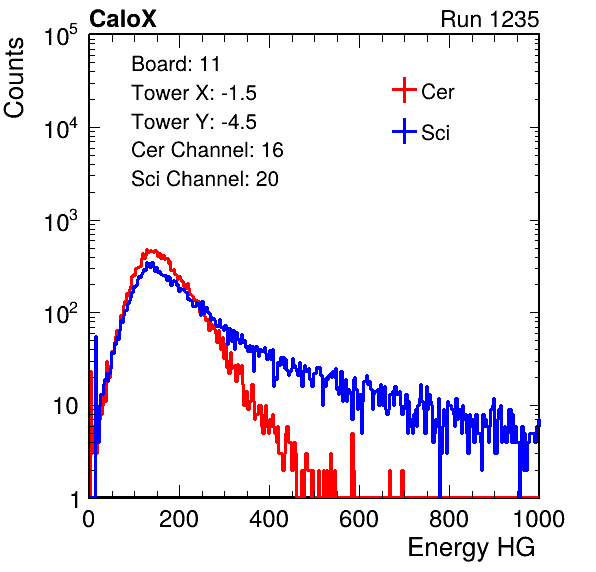 CaloX Run 1235
Counts
10^5
10^4
10^3
10^2
10
1
Board: 11
Tower X: -1.5
Tower Y: -4.5
Cer Channel: 16
Sci Channel: 20
Cer
Sci
0 200 400 600 800 1000
Energy HG